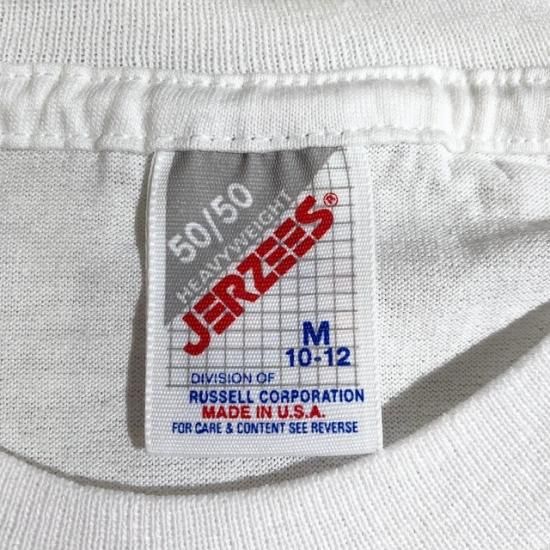 50/50
HEAVYWEIGHT
JERZEES®
M
10-12
DIVISION OF
RUSSELL CORPORATION
MADE IN U.S.A.
FOR CARE & CONTENT SEE REVERSE